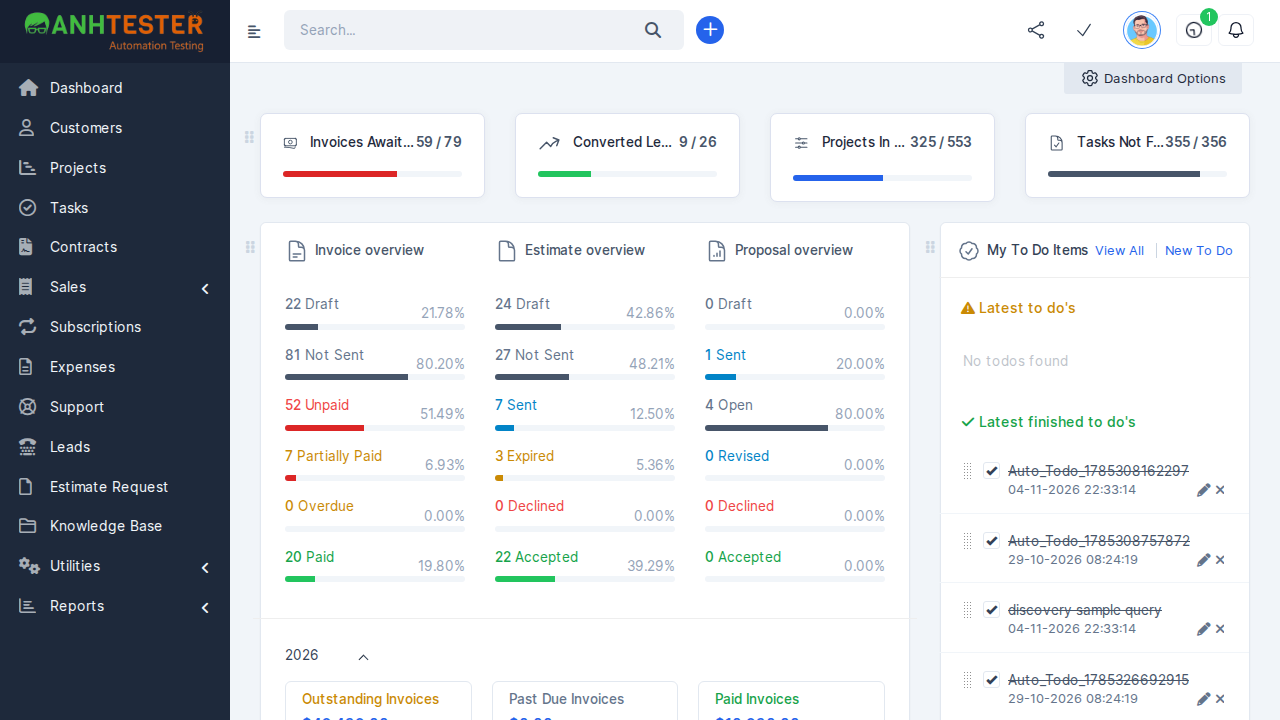 ANHTESTER
Automation Testing
Search...
1
Dashboard Options
Dashboard
Customers
Projects
Tasks
Contracts
Sales
Subscriptions
Expenses
Support
Leads
Estimate Request
Knowledge Base
Utilities
Reports
Invoices Await... 59 / 79
Converted Le... 9 / 26
Projects In ... 325 / 553
Tasks Not F... 355 / 356
Invoice overview
22 Draft 21.78%
81 Not Sent 80.20%
52 Unpaid 51.49%
7 Partially Paid 6.93%
0 Overdue 0.00%
20 Paid 19.80%
Estimate overview
24 Draft 42.86%
27 Not Sent 48.21%
7 Sent 12.50%
3 Expired 5.36%
0 Declined 0.00%
22 Accepted 39.29%
Proposal overview
0 Draft 0.00%
1 Sent 20.00%
4 Open 80.00%
0 Revised 0.00%
0 Declined 0.00%
0 Accepted 0.00%
2026
Outstanding Invoices
Past Due Invoices
Paid Invoices
My To Do Items View All New To Do
Latest to do's
No todos found
Latest finished to do's
Auto_Todo_1785308162297
04-11-2026 22:33:14
Auto_Todo_1785308757872
29-10-2026 08:24:19
discovery sample query
04-11-2026 22:33:14
Auto_Todo_1785326692915
29-10-2026 08:24:19